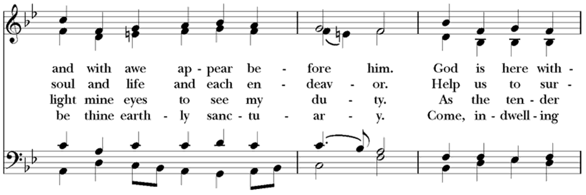 and with awe ap - pear be - fore him. God is here with -
soul and life and each en - deav - or. Help us to sur -
light mine eyes to see my du - ty. As the ten - der
be thine earth - ly sanc - tu - ar - y. Come, in - dwell - ing